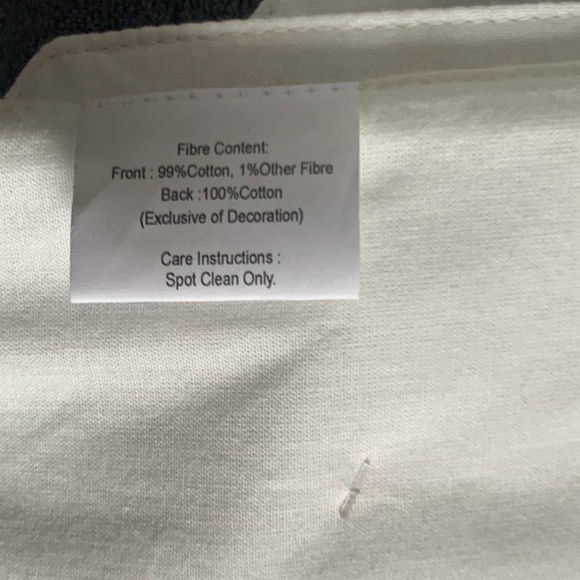 Fibre Content:
Front : 99%Cotton, 1%Other Fibre
Back :100%Cotton
(Exclusive of Decoration)
Care Instructions :
Spot Clean Only.